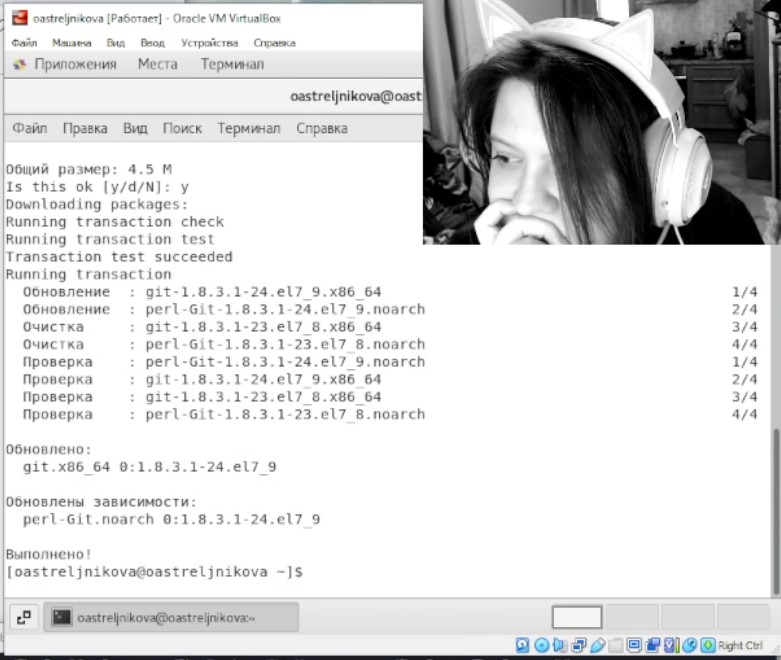 oastreljnikova [Работает] - Oracle VM VirtualBox
Файл Машина Вид Ввод Устройства Справка
Приложения Места Терминал
oastreljnikova@oast
Файл Правка Вид Поиск Терминал Справка
Общий размер: 4.5 M
Is this ok [y/d/N]: y
Downloading packages:
Running transaction check
Running transaction test
Transaction test succeeded
Running transaction
Обновление : git-1.8.3.1-24.el7_9.x86_64 1/4
Обновление : perl-Git-1.8.3.1-24.el7_9.noarch 2/4
Очистка : git-1.8.3.1-23.el7_8.x86_64 3/4
Очистка : perl-Git-1.8.3.1-23.el7_8.noarch 4/4
Проверка : perl-Git-1.8.3.1-24.el7_9.noarch 1/4
Проверка : git-1.8.3.1-24.el7_9.x86_64 2/4
Проверка : git-1.8.3.1-23.el7_8.x86_64 3/4
Проверка : perl-Git-1.8.3.1-23.el7_8.noarch 4/4
Обновлено:
git.x86_64 0:1.8.3.1-24.el7_9
Обновлены зависимости:
perl-Git.noarch 0:1.8.3.1-24.el7_9
Выполнено!
[oastreljnikova@oastreljnikova ~]$
oastreljnikova@oastreljnikova:~
Right Ctrl